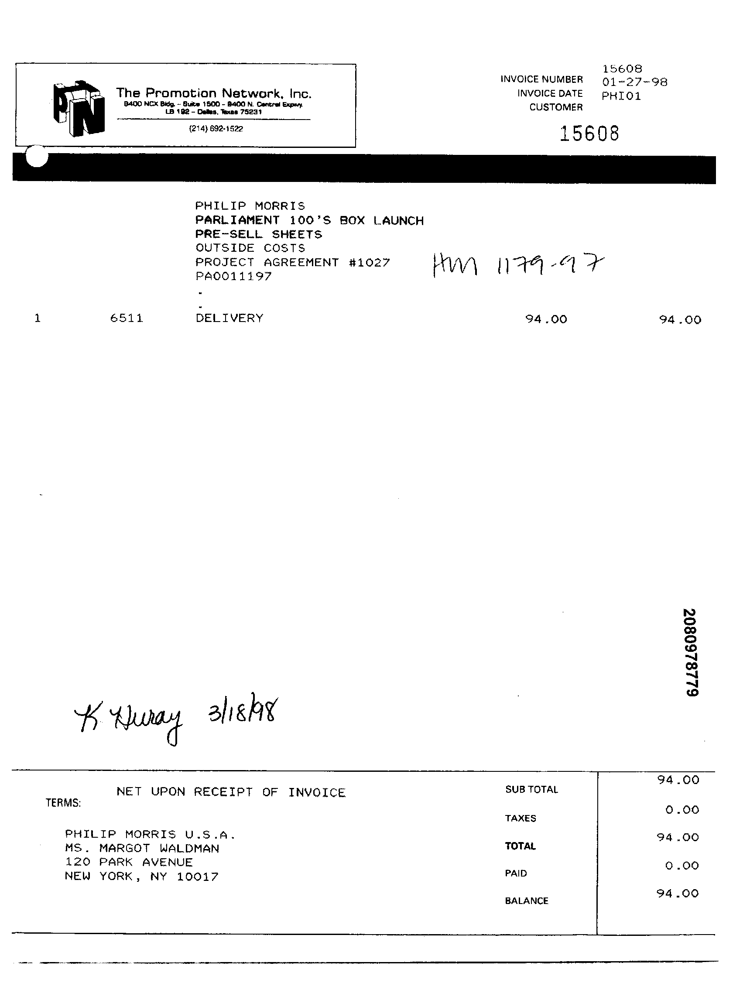 15608
INVOICE NUMBER 01-27-98
INVOICE DATE PHI01
CUSTOMER
15608
PTN
The Promotion Network, Inc.
8400 NCX Bldg. – Suite 1500 – 8400 N. Central Expwy.
LB 192 – Dallas, Texas 75231
(214) 692-1522
PHILIP MORRIS
PARLIAMENT 100'S BOX LAUNCH
PRE-SELL SHEETS
OUTSIDE COSTS
PROJECT AGREEMENT #1027
PA0011197
HM 1179-97
-
-
1 6511 DELIVERY 94.00 94.00
2080978779
K Huray 3/18/98
NET UPON RECEIPT OF INVOICE
TERMS:
PHILIP MORRIS U.S.A.
MS. MARGOT WALDMAN
120 PARK AVENUE
NEW YORK, NY 10017
SUB TOTAL 94.00
TAXES 0.00
TOTAL 94.00
PAID 0.00
BALANCE 94.00